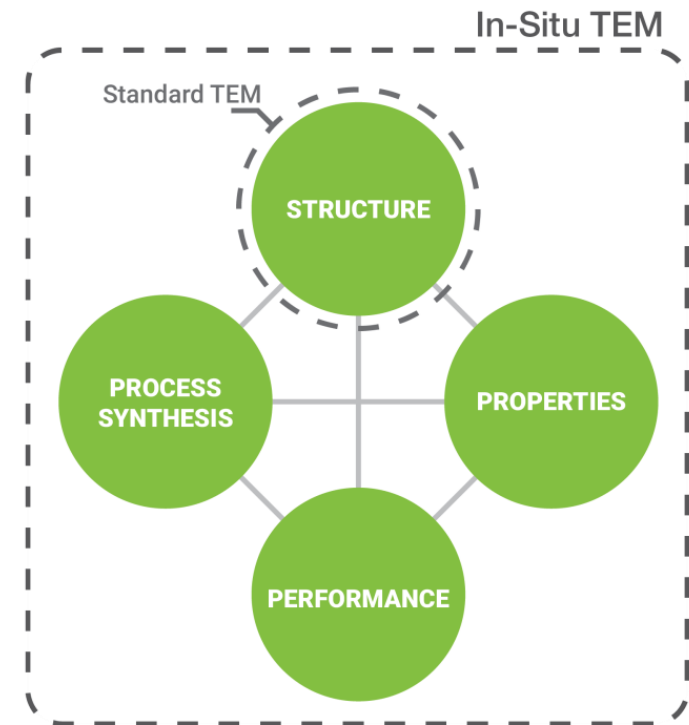 In-Situ TEM
Standard TEM
STRUCTURE
PROCESS
SYNTHESIS
PROPERTIES
PERFORMANCE